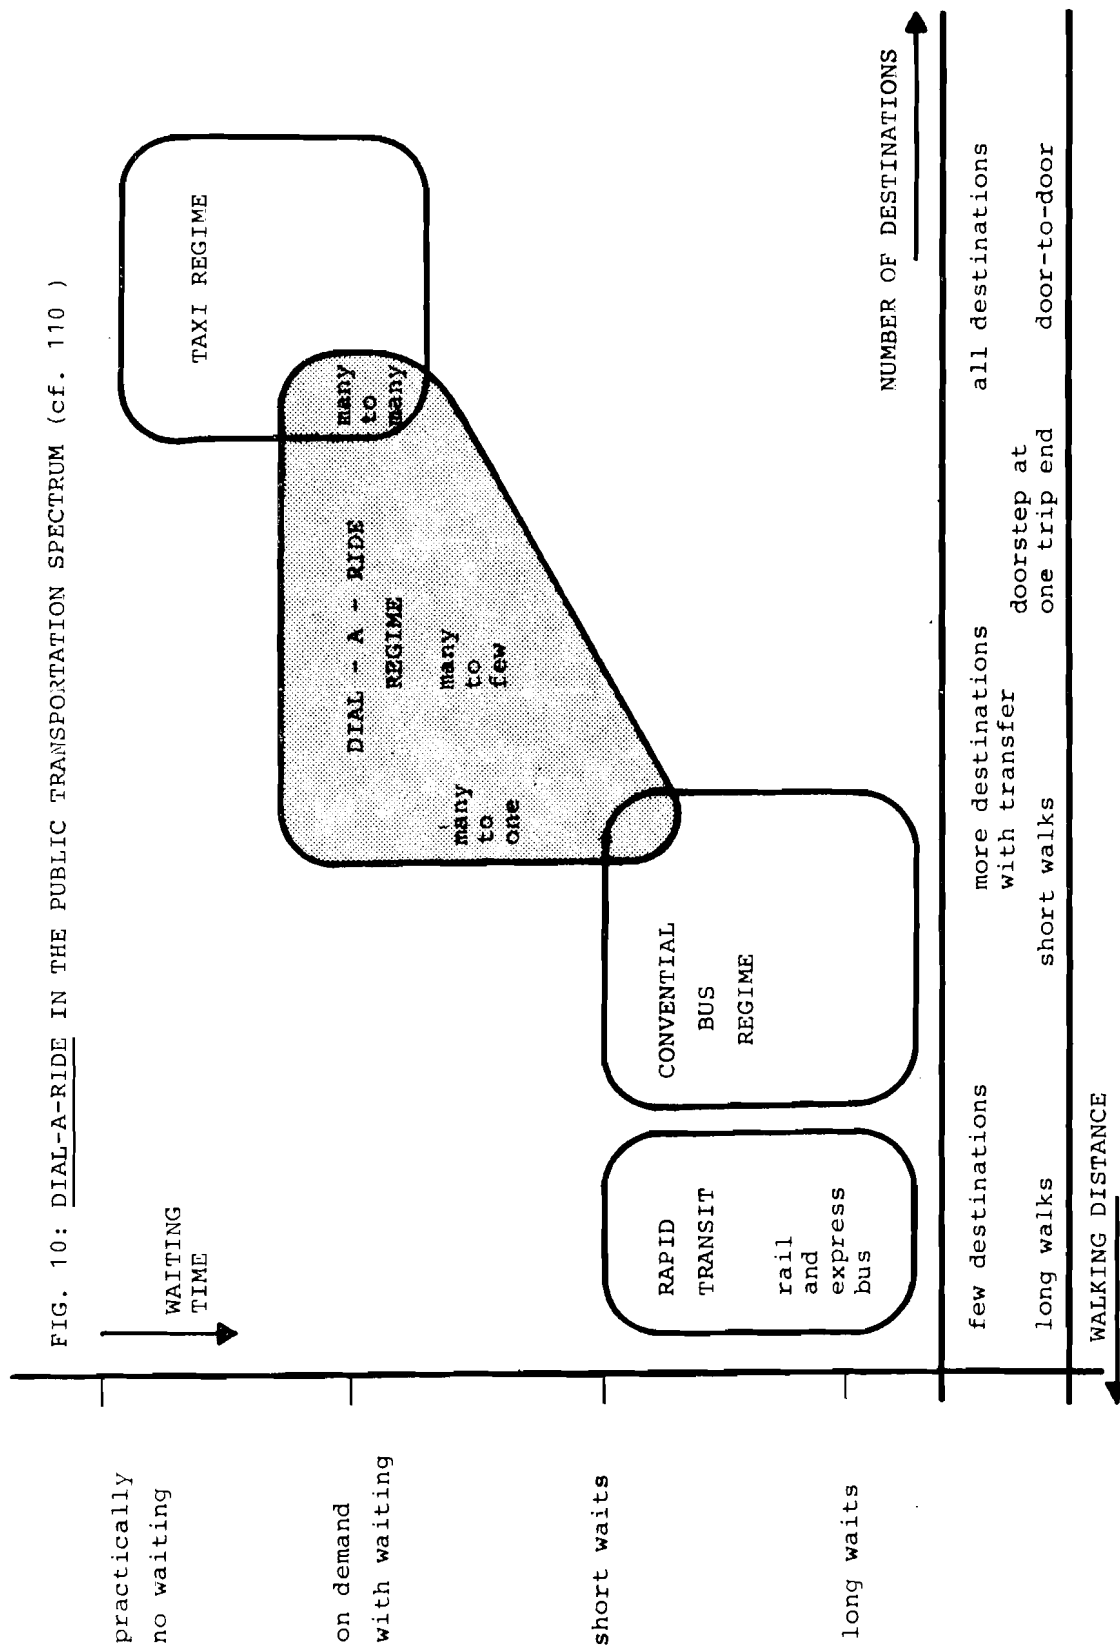 FIG. 10: DIAL-A-RIDE IN THE PUBLIC TRANSPORTATION SPECTRUM (cf. 110 )
practically
no waiting
on demand
with waiting
short waits
long waits
WAITING
TIME
TAXI REGIME
DIAL - A - RIDE
REGIME
many
to
many
many
to
few
many
to
one
CONVENTIAL
BUS
REGIME
RAPID
TRANSIT
rail
and
express
bus
NUMBER OF DESTINATIONS
few destinations
more destinations
with transfer
all destinations
long walks
short walks
doorstep at
one trip end
door-to-door
WALKING DISTANCE